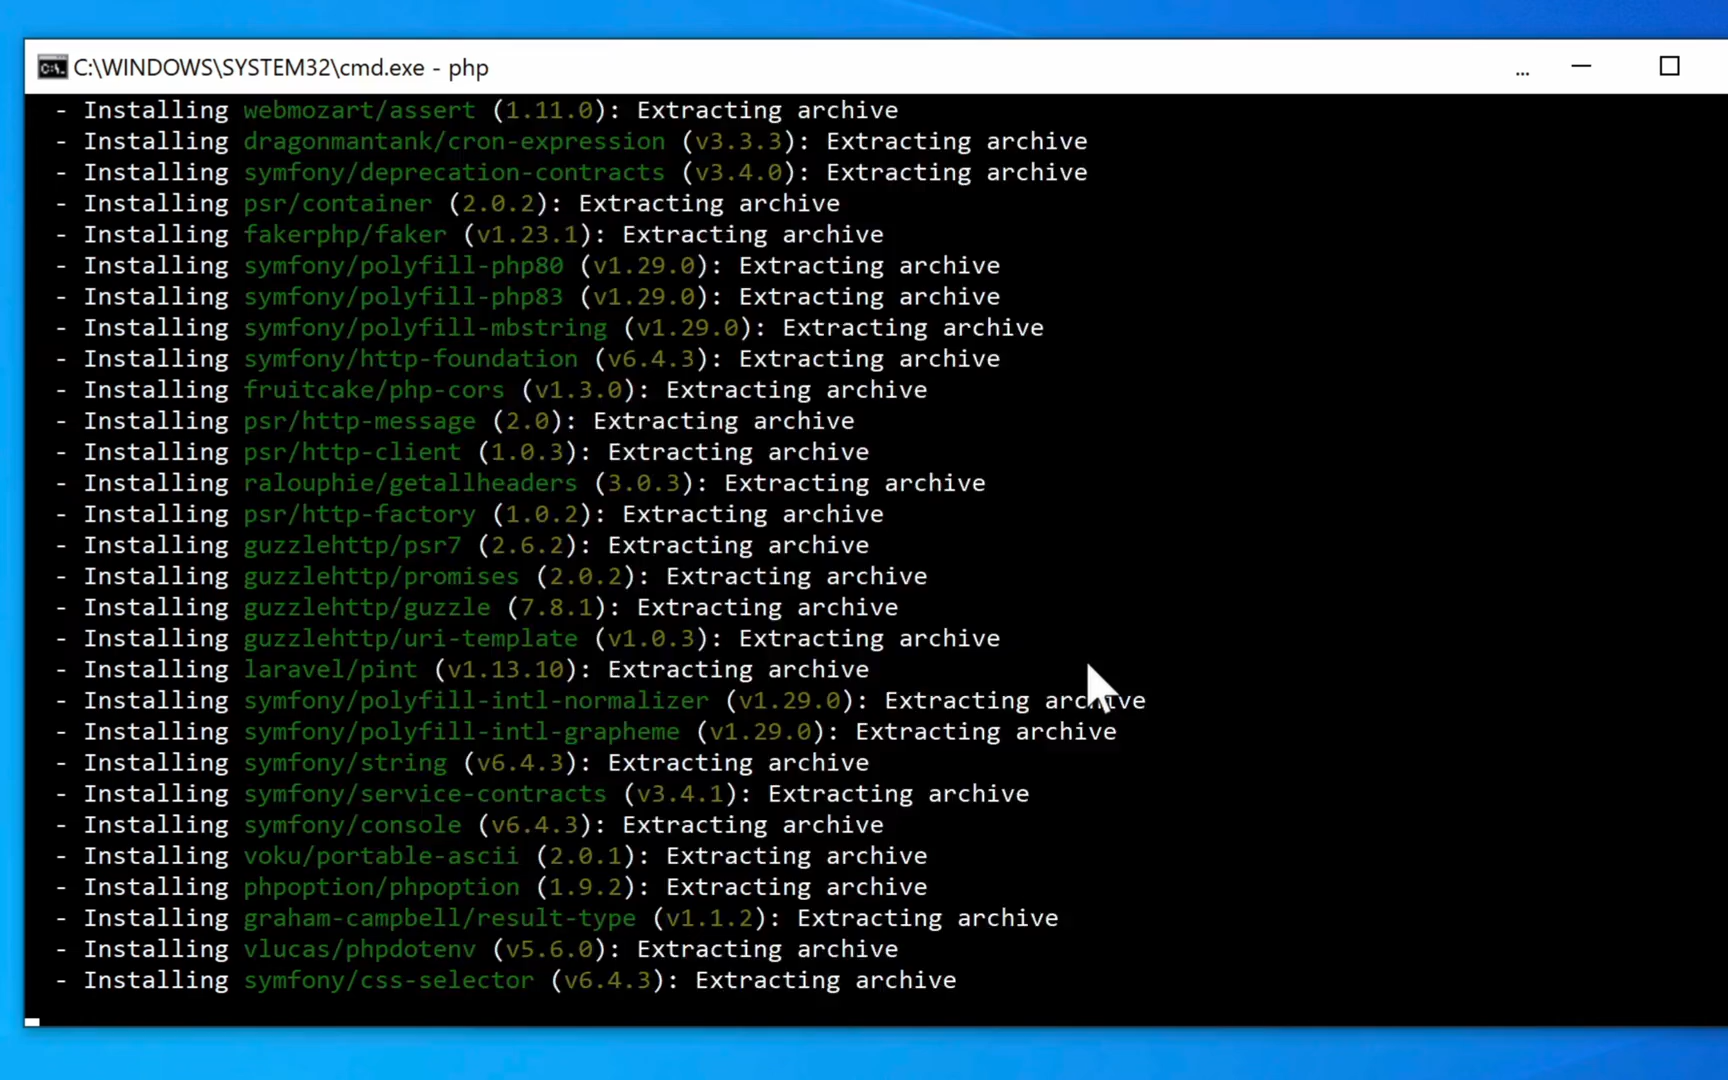 C:\WINDOWS\SYSTEM32\cmd.exe - php
...
- Installing webmozart/assert (1.11.0): Extracting archive
- Installing dragonmantank/cron-expression (v3.3.3): Extracting archive
- Installing symfony/deprecation-contracts (v3.4.0): Extracting archive
- Installing psr/container (2.0.2): Extracting archive
- Installing fakerphp/faker (v1.23.1): Extracting archive
- Installing symfony/polyfill-php80 (v1.29.0): Extracting archive
- Installing symfony/polyfill-php83 (v1.29.0): Extracting archive
- Installing symfony/polyfill-mbstring (v1.29.0): Extracting archive
- Installing symfony/http-foundation (v6.4.3): Extracting archive
- Installing fruitcake/php-cors (v1.3.0): Extracting archive
- Installing psr/http-message (2.0): Extracting archive
- Installing psr/http-client (1.0.3): Extracting archive
- Installing ralouphie/getallheaders (3.0.3): Extracting archive
- Installing psr/http-factory (1.0.2): Extracting archive
- Installing guzzlehttp/psr7 (2.6.2): Extracting archive
- Installing guzzlehttp/promises (2.0.2): Extracting archive
- Installing guzzlehttp/guzzle (7.8.1): Extracting archive
- Installing guzzlehttp/uri-template (v1.0.3): Extracting archive
- Installing laravel/pint (v1.13.10): Extracting archive
- Installing symfony/polyfill-intl-normalizer (v1.29.0): Extracting archive
- Installing symfony/polyfill-intl-grapheme (v1.29.0): Extracting archive
- Installing symfony/string (v6.4.3): Extracting archive
- Installing symfony/service-contracts (v3.4.1): Extracting archive
- Installing symfony/console (v6.4.3): Extracting archive
- Installing voku/portable-ascii (2.0.1): Extracting archive
- Installing phpoption/phpoption (1.9.2): Extracting archive
- Installing graham-campbell/result-type (v1.1.2): Extracting archive
- Installing vlucas/phpdotenv (v5.6.0): Extracting archive
- Installing symfony/css-selector (v6.4.3): Extracting archive